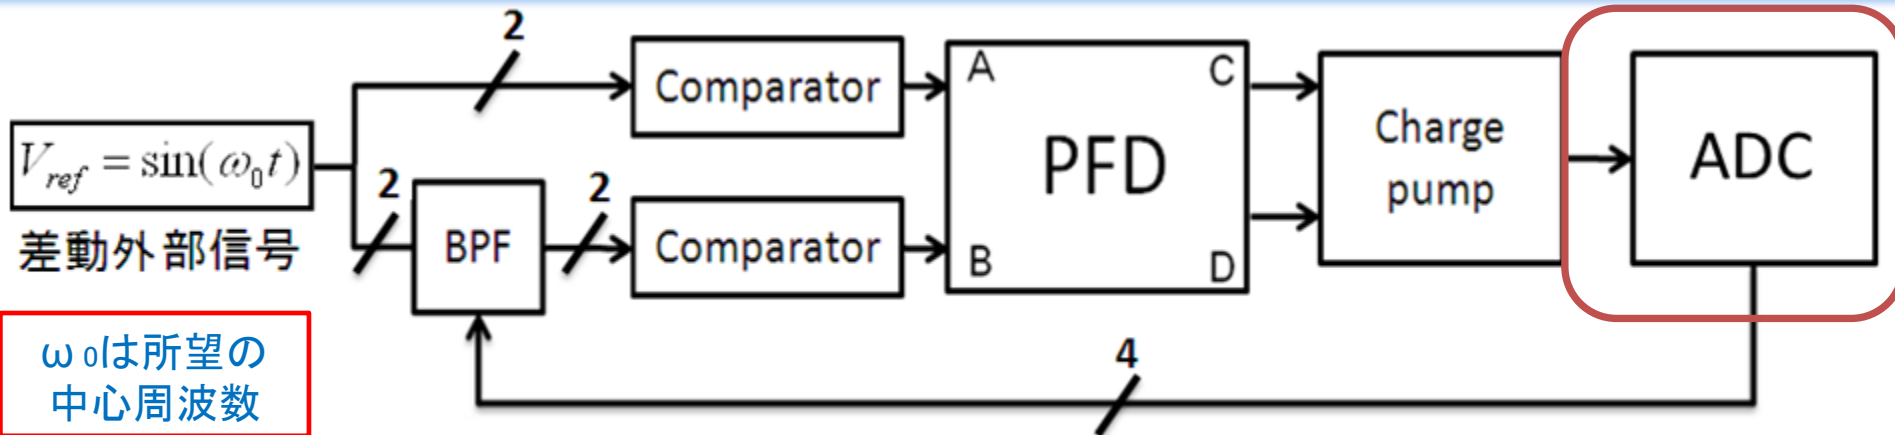 2
Comparator
A
C
Charge
pump
ADC
PFD
V_ref = sin(ω₀t)
差動外部信号
2
BPF
2
Comparator
B
D
ω₀は所望の
中心周波数
4